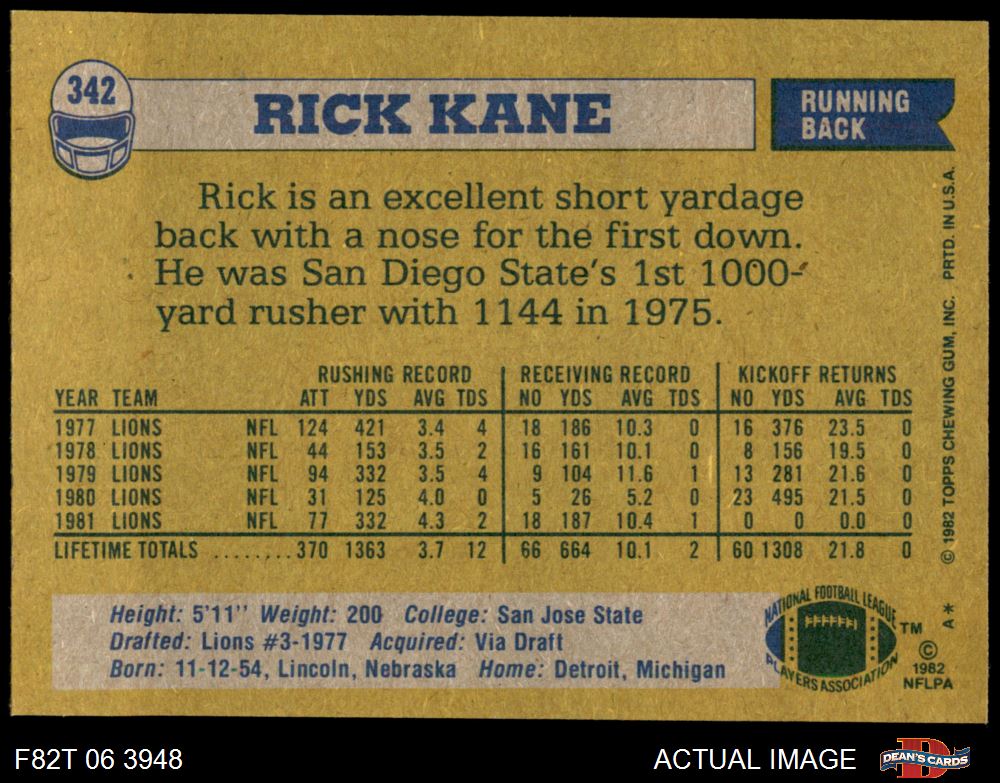 342
RICK KANE
RUNNING
BACK
Rick is an excellent short yardage
back with a nose for the first down.
He was San Diego State's 1st 1000-
yard rusher with 1144 in 1975.
RUSHING RECORD RECEIVING RECORD KICKOFF RETURNS
YEAR TEAM ATT YDS AVG TDS NO YDS AVG TDS NO YDS AVG TDS
1977 LIONS NFL 124 421 3.4 4 18 186 10.3 0 16 376 23.5 0
1978 LIONS NFL 44 153 3.5 2 16 161 10.1 0 8 156 19.5 0
1979 LIONS NFL 94 332 3.5 4 9 104 11.6 1 13 281 21.6 0
1980 LIONS NFL 31 125 4.0 0 5 26 5.2 0 23 495 21.5 0
1981 LIONS NFL 77 332 4.3 2 18 187 10.4 1 0 0 0.0 0
LIFETIME TOTALS ........ 370 1363 3.7 12 66 664 10.1 2 60 1308 21.8 0
Height: 5'11" Weight: 200 College: San Jose State
Drafted: Lions #3-1977 Acquired: Via Draft
Born: 11-12-54, Lincoln, Nebraska Home: Detroit, Michigan
NATIONAL FOOTBALL LEAGUE
PLAYERS ASSOCIATION
TM
©
1982
NFLPA
A*
© 1982 TOPPS CHEWING GUM, INC. PRTD. IN U.S.A.
F82T 06 3948
ACTUAL IMAGE
DEAN'S CARDS